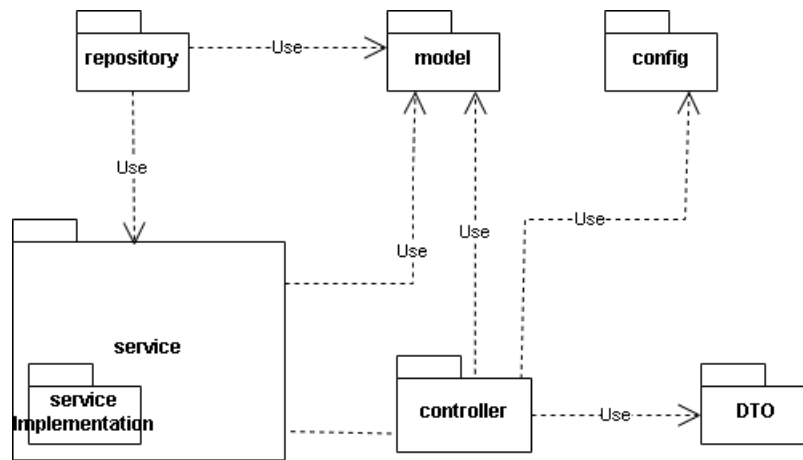 repository
Use
model
config
Use
Use
Use
Use
service
service
Implementation
controller
Use
DTO